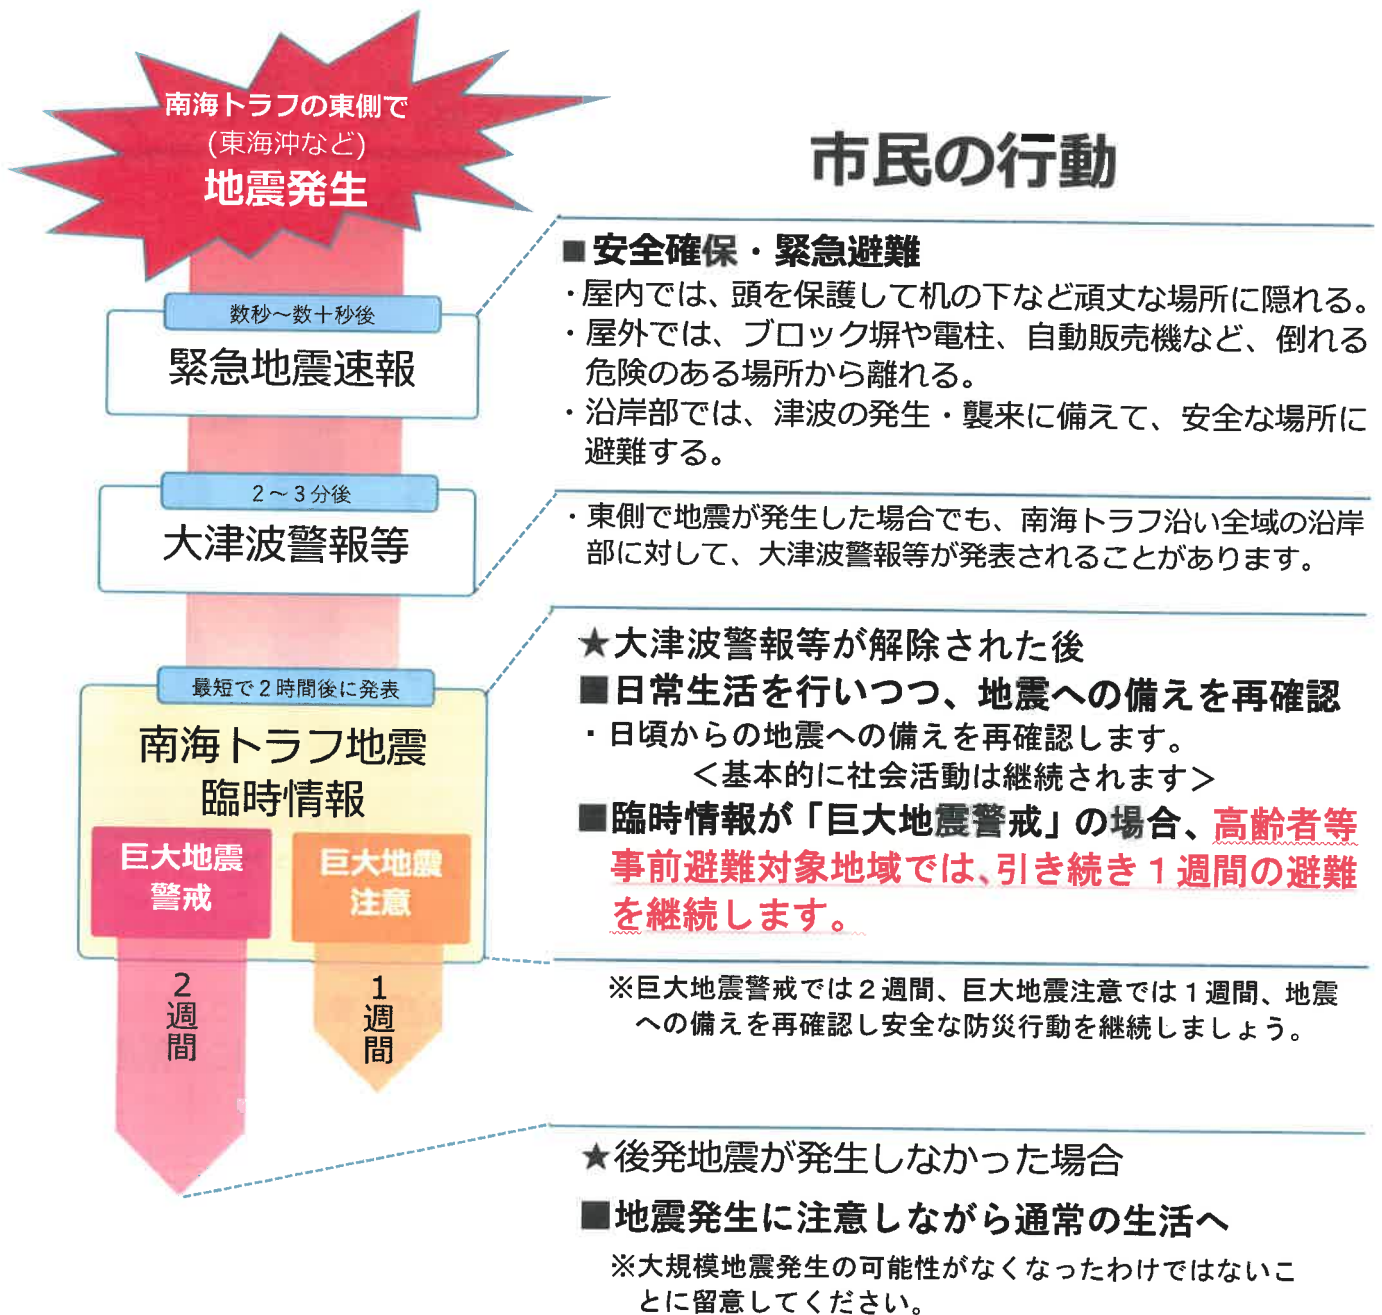 南海トラフの東側で
(東海沖など)
地震発生
市民の行動
数秒～数十秒後
緊急地震速報
■安全確保・緊急避難
・屋内では、頭を保護して机の下など頑丈な場所に隠れる。
・屋外では、ブロック塀や電柱、自動販売機など、倒れる
危険のある場所から離れる。
・沿岸部では、津波の発生・襲来に備えて、安全な場所に
避難する。
2～3分後
大津波警報等
・東側で地震が発生した場合でも、南海トラフ沿い全域の沿岸
部に対して、大津波警報等が発表されることがあります。
最短で2時間後に発表
南海トラフ地震
臨時情報
巨大地震
警戒
巨大地震
注意
2週間
1週間
★大津波警報等が解除された後
■日常生活を行いつつ、地震への備えを再確認
・日頃からの地震への備えを再確認します。
＜基本的に社会活動は継続されます＞
■臨時情報が「巨大地震警戒」の場合、高齢者等
事前避難対象地域では、引き続き1週間の避難
を継続します。
※巨大地震警戒では2週間、巨大地震注意では1週間、地震
への備えを再確認し安全な防災行動を継続しましょう。
★後発地震が発生しなかった場合
■地震発生に注意しながら通常の生活へ
※大規模地震発生の可能性がなくなったわけではないこ
とに留意してください。